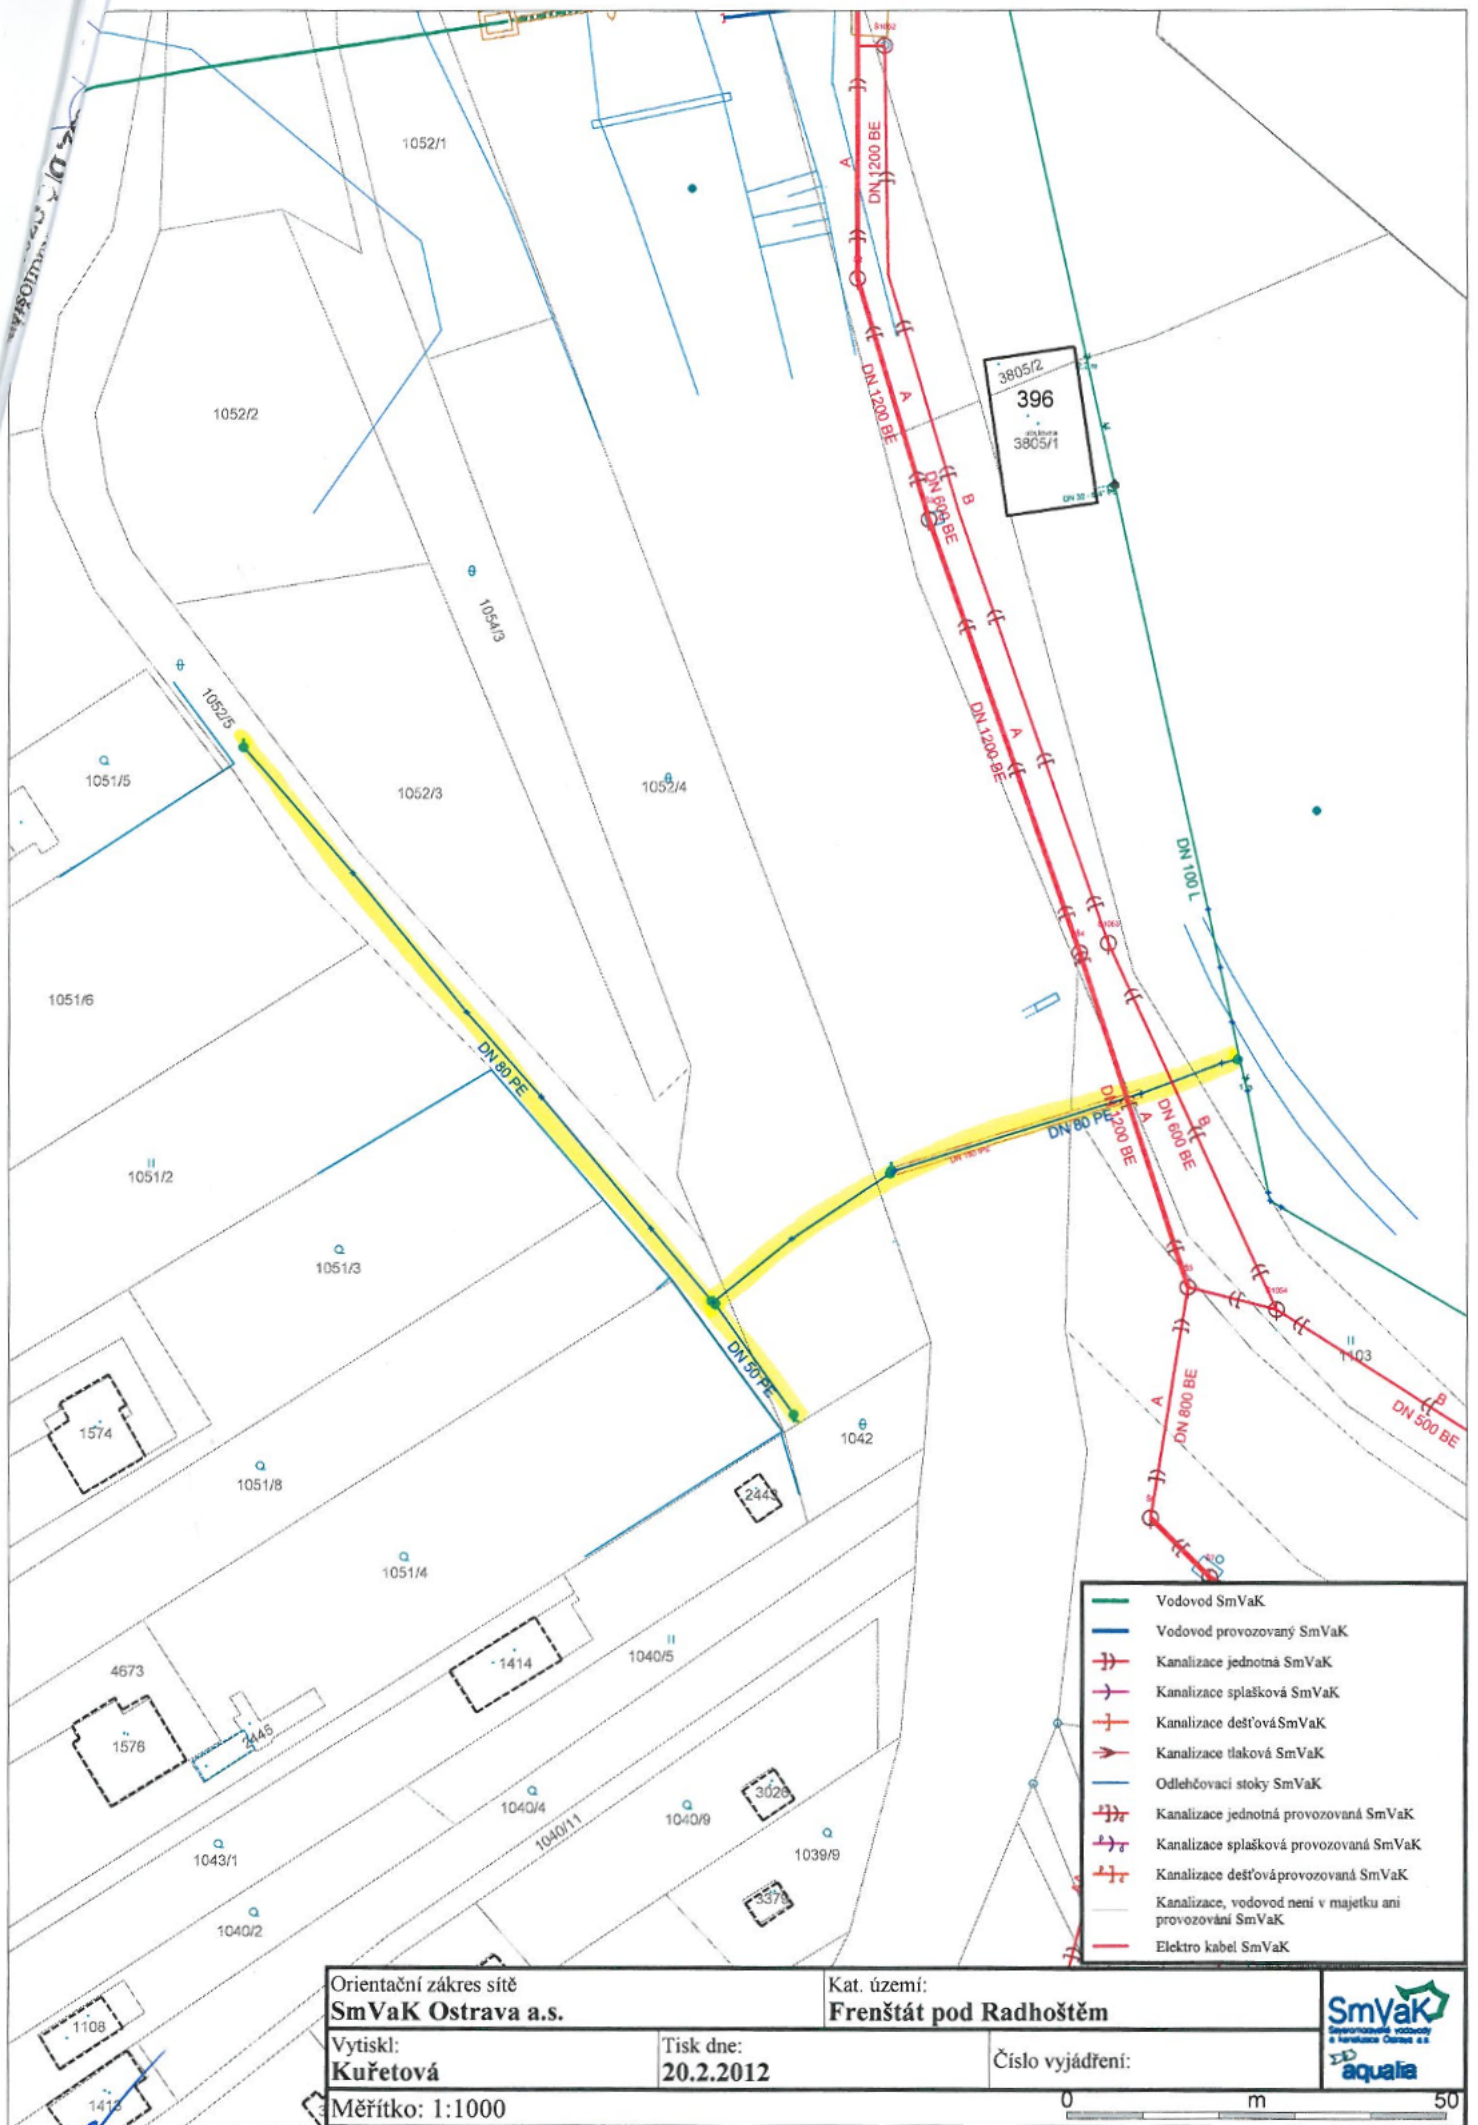 1052/1
DN 1200 BE
A
1052/2
DN 1200 BE
A
3805/2
396
3805/1
DN 600 BE
B
1054/3
1052/5
1051/5
1052/3
1052/4
DN 1200 BE
A
DN 100 L
1051/6
DN 80 PE
DN 80 PE
DN 1200 BE
A
DN 600 BE
B
1051/2
1051/3
DN 50 PE
1103
B
DN 500 BE
A
DN 800 BE
1574
1042
1051/8
2443
1051/4
1414
1040/5
4673
1576
2445
1040/4
1040/11
1040/9
3026
1043/1
1039/9
3379
1040/2
1108
1413
Vodovod SmVaK
Vodovod provozovaný SmVaK
Kanalizace jednotná SmVaK
Kanalizace splašková SmVaK
Kanalizace dešťováSmVaK
Kanalizace tlaková SmVaK
Odlehčovací stoky SmVaK
Kanalizace jednotná provozovaná SmVaK
Kanalizace splašková provozovaná SmVaK
Kanalizace dešťováprovozovaná SmVaK
Kanalizace, vodovod není v majetku ani
provozování SmVaK
Elektro kabel SmVaK
Orientační zákres sítě
SmVaK Ostrava a.s.
Kat. území:
Frenštát pod Radhoštěm
Vytiskl:
Kuřetová
Tisk dne:
20.2.2012
Číslo vyjádření:
Měřítko: 1:1000
0 m 50
SmVaK
Severomoravské vodovody
a kanalizace Ostrava a.s.
aqualia